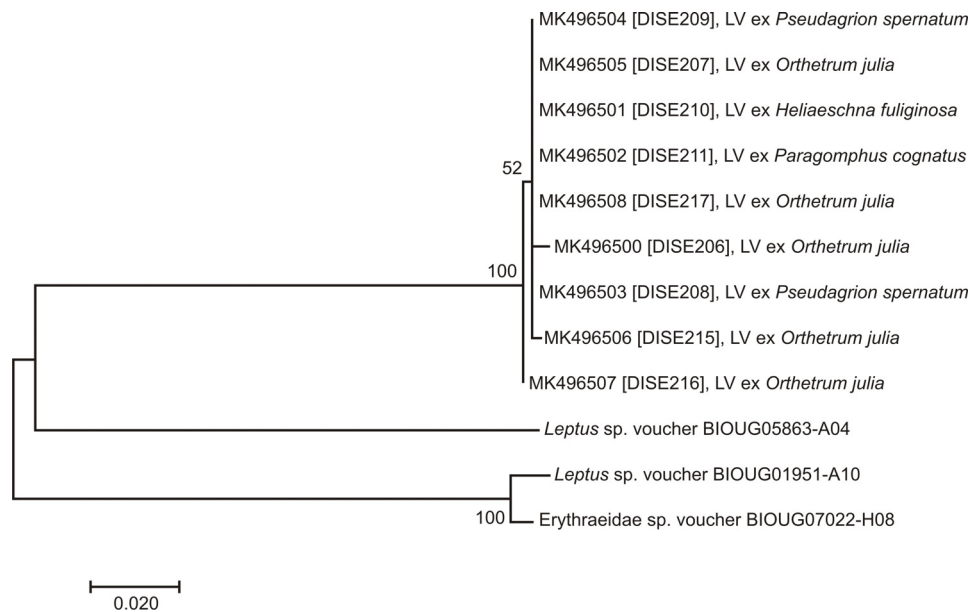 MK496504 [DISE209], LV ex Pseudagrion spernatum
MK496505 [DISE207], LV ex Orthetrum julia
MK496501 [DISE210], LV ex Heliaeschna fuliginosa
MK496502 [DISE211], LV ex Paragomphus cognatus
52
MK496508 [DISE217], LV ex Orthetrum julia
MK496500 [DISE206], LV ex Orthetrum julia
100
MK496503 [DISE208], LV ex Pseudagrion spernatum
MK496506 [DISE215], LV ex Orthetrum julia
MK496507 [DISE216], LV ex Orthetrum julia
Leptus sp. voucher BIOUG05863-A04
Leptus sp. voucher BIOUG01951-A10
100
Erythraeidae sp. voucher BIOUG07022-H08
0.020